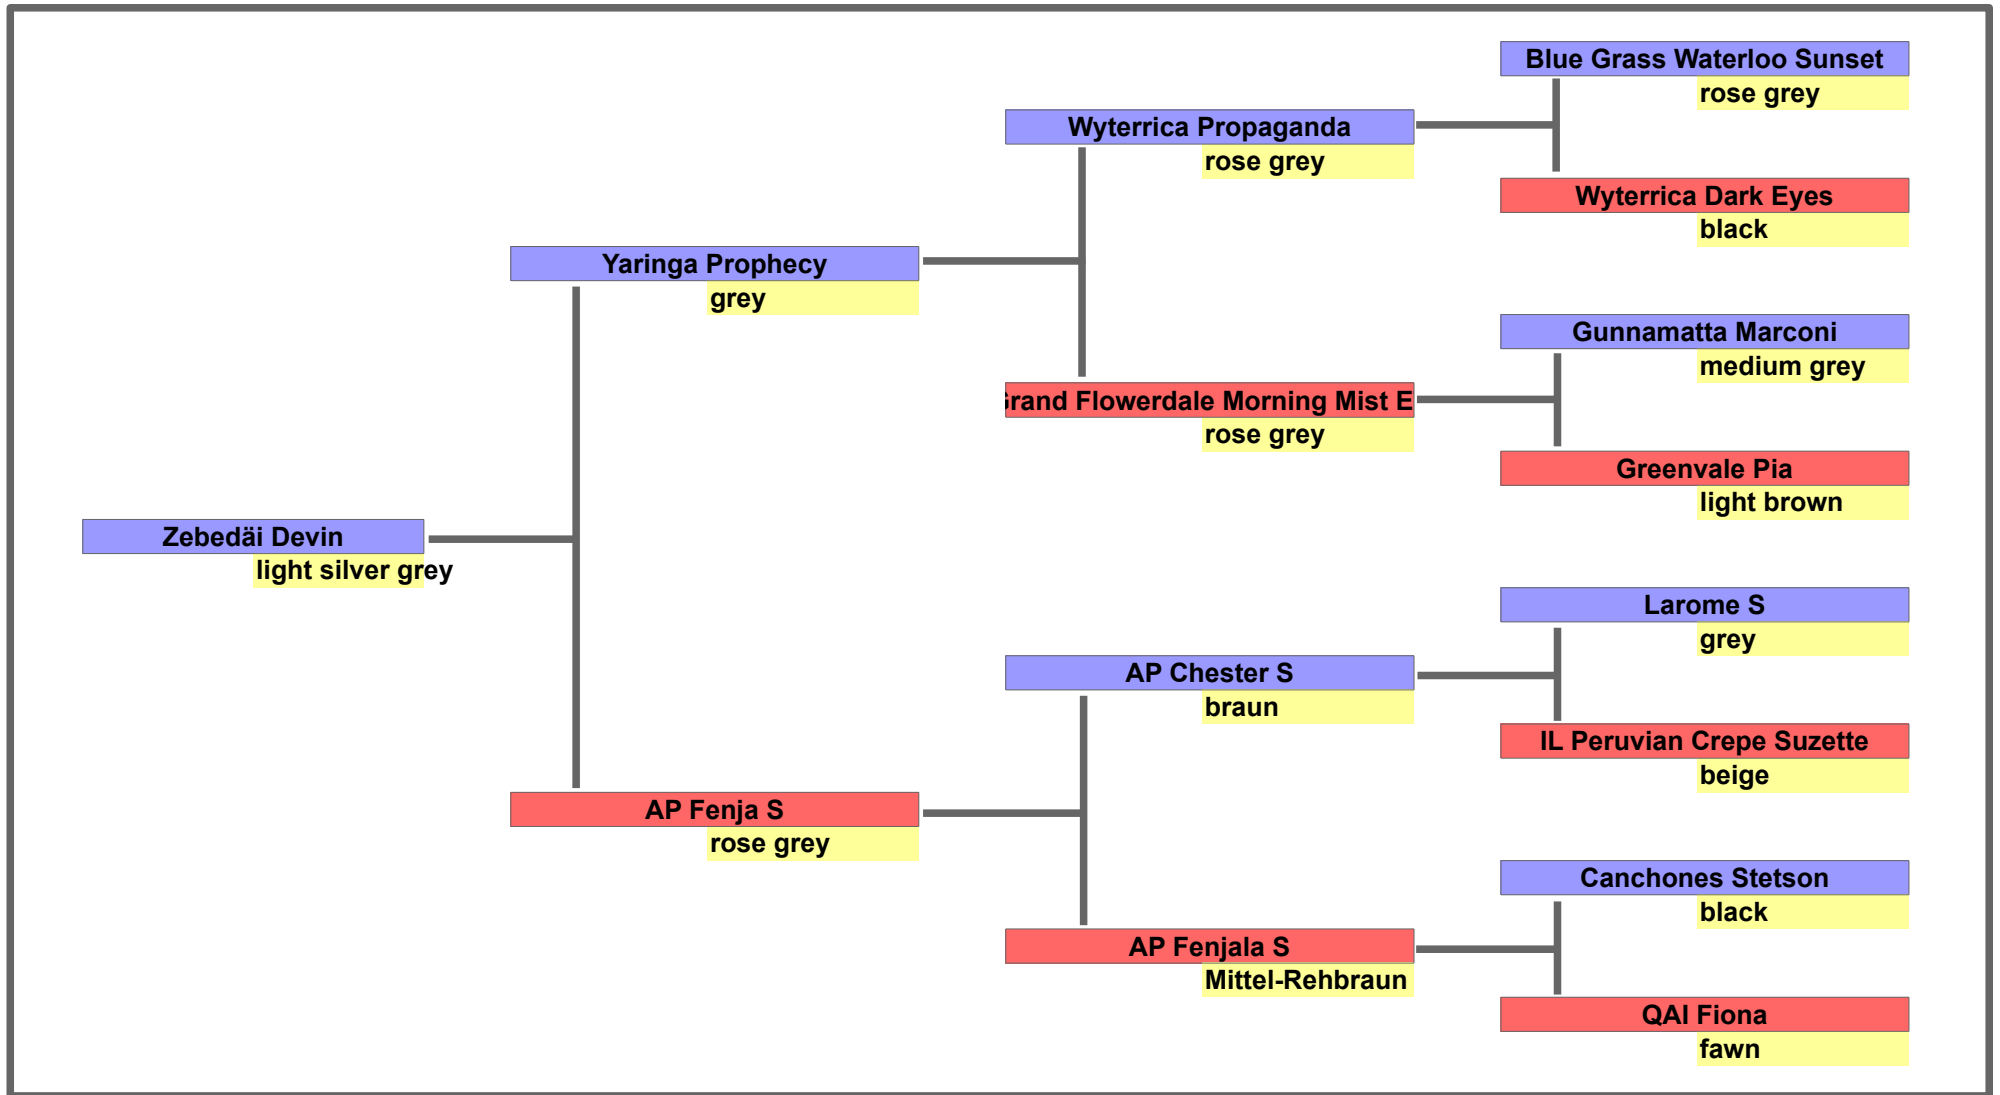 Blue Grass Waterloo Sunset
rose grey
Wyterrica Propaganda
rose grey
Wyterrica Dark Eyes
black
Yaringa Prophecy
grey
Gunnamatta Marconi
medium grey
Flowerdale Morning Mist
rose grey
Greenvale Pia
light brown
Zebedäi Devin
light silver grey
Larome S
grey
AP Chester S
braun
IL Peruvian Crepe Suzette
beige
AP Fenja S
rose grey
Canchones Stetson
black
AP Fenjala S
Mittel-Rehbraun
QAI Fiona
fawn